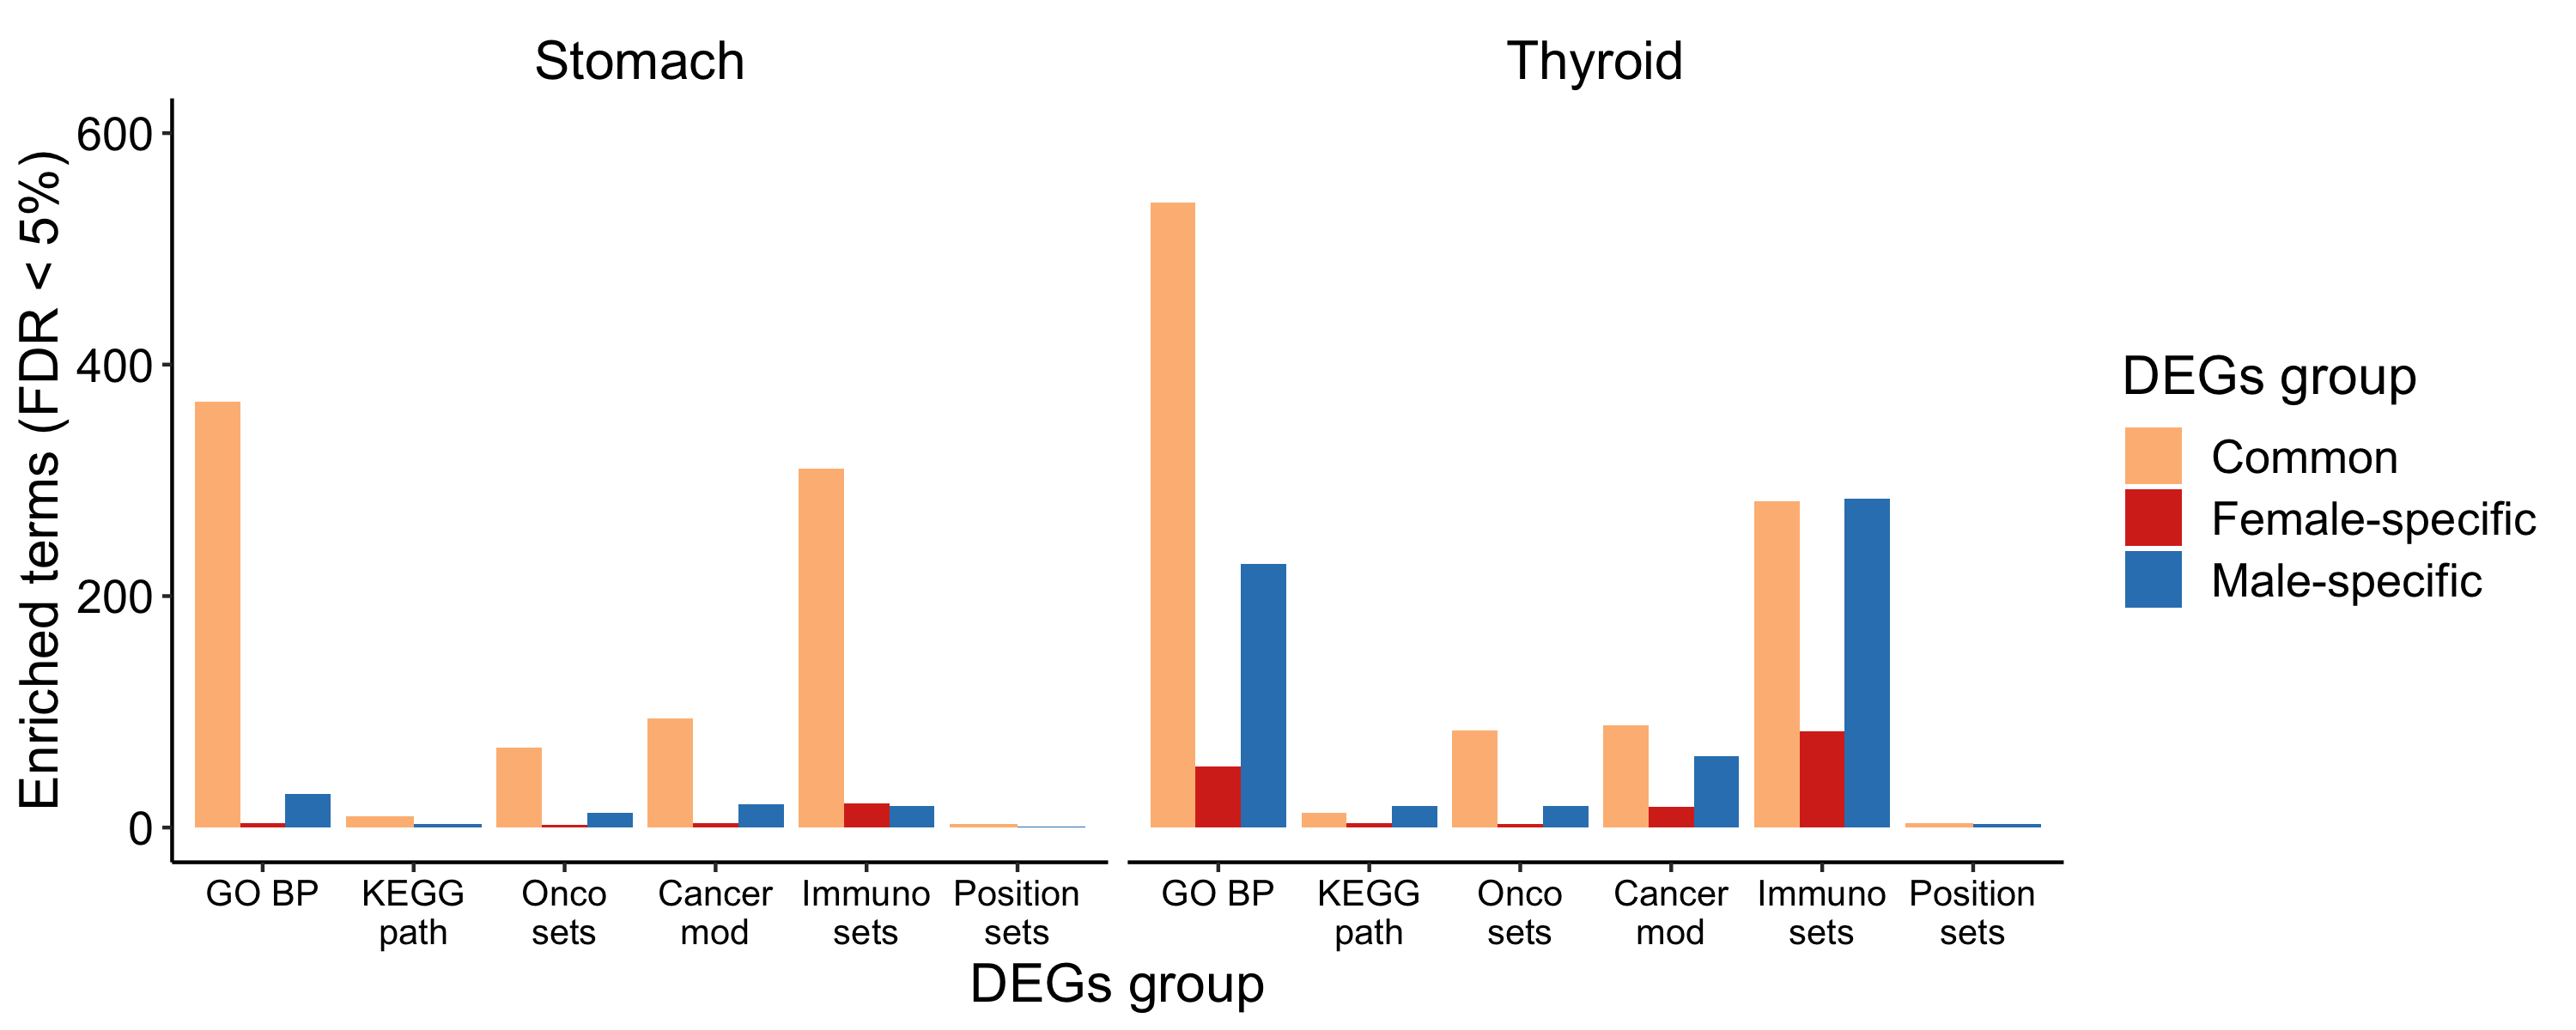 Stomach
Thyroid
Enriched terms (FDR < 5%)
600
400
200
0
GO BP
KEGG
path
Onco
sets
Cancer
mod
Immuno
sets
Position
sets
GO BP
KEGG
path
Onco
sets
Cancer
mod
Immuno
sets
Position
sets
DEGs group
DEGs group
Common
Female-specific
Male-specific